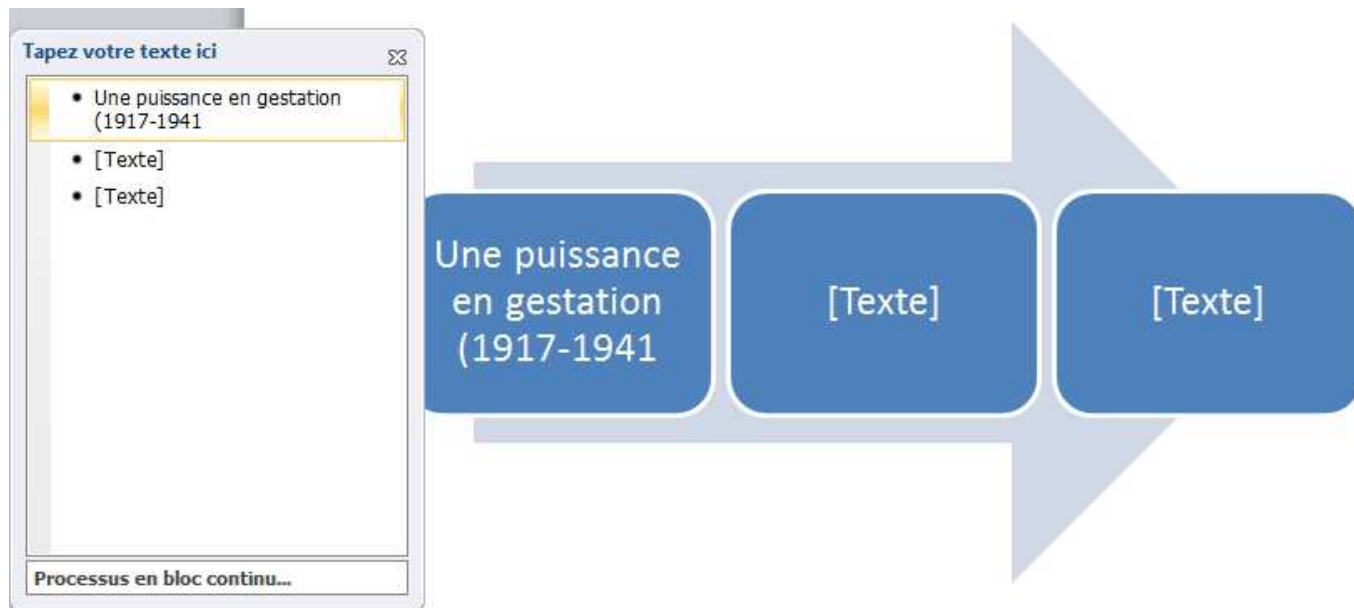 Tapez votre texte ici
• Une puissance en gestation
(1917-1941
• [Texte]
• [Texte]
Processus en bloc continu...
Une puissance
en gestation
(1917-1941
[Texte]
[Texte]